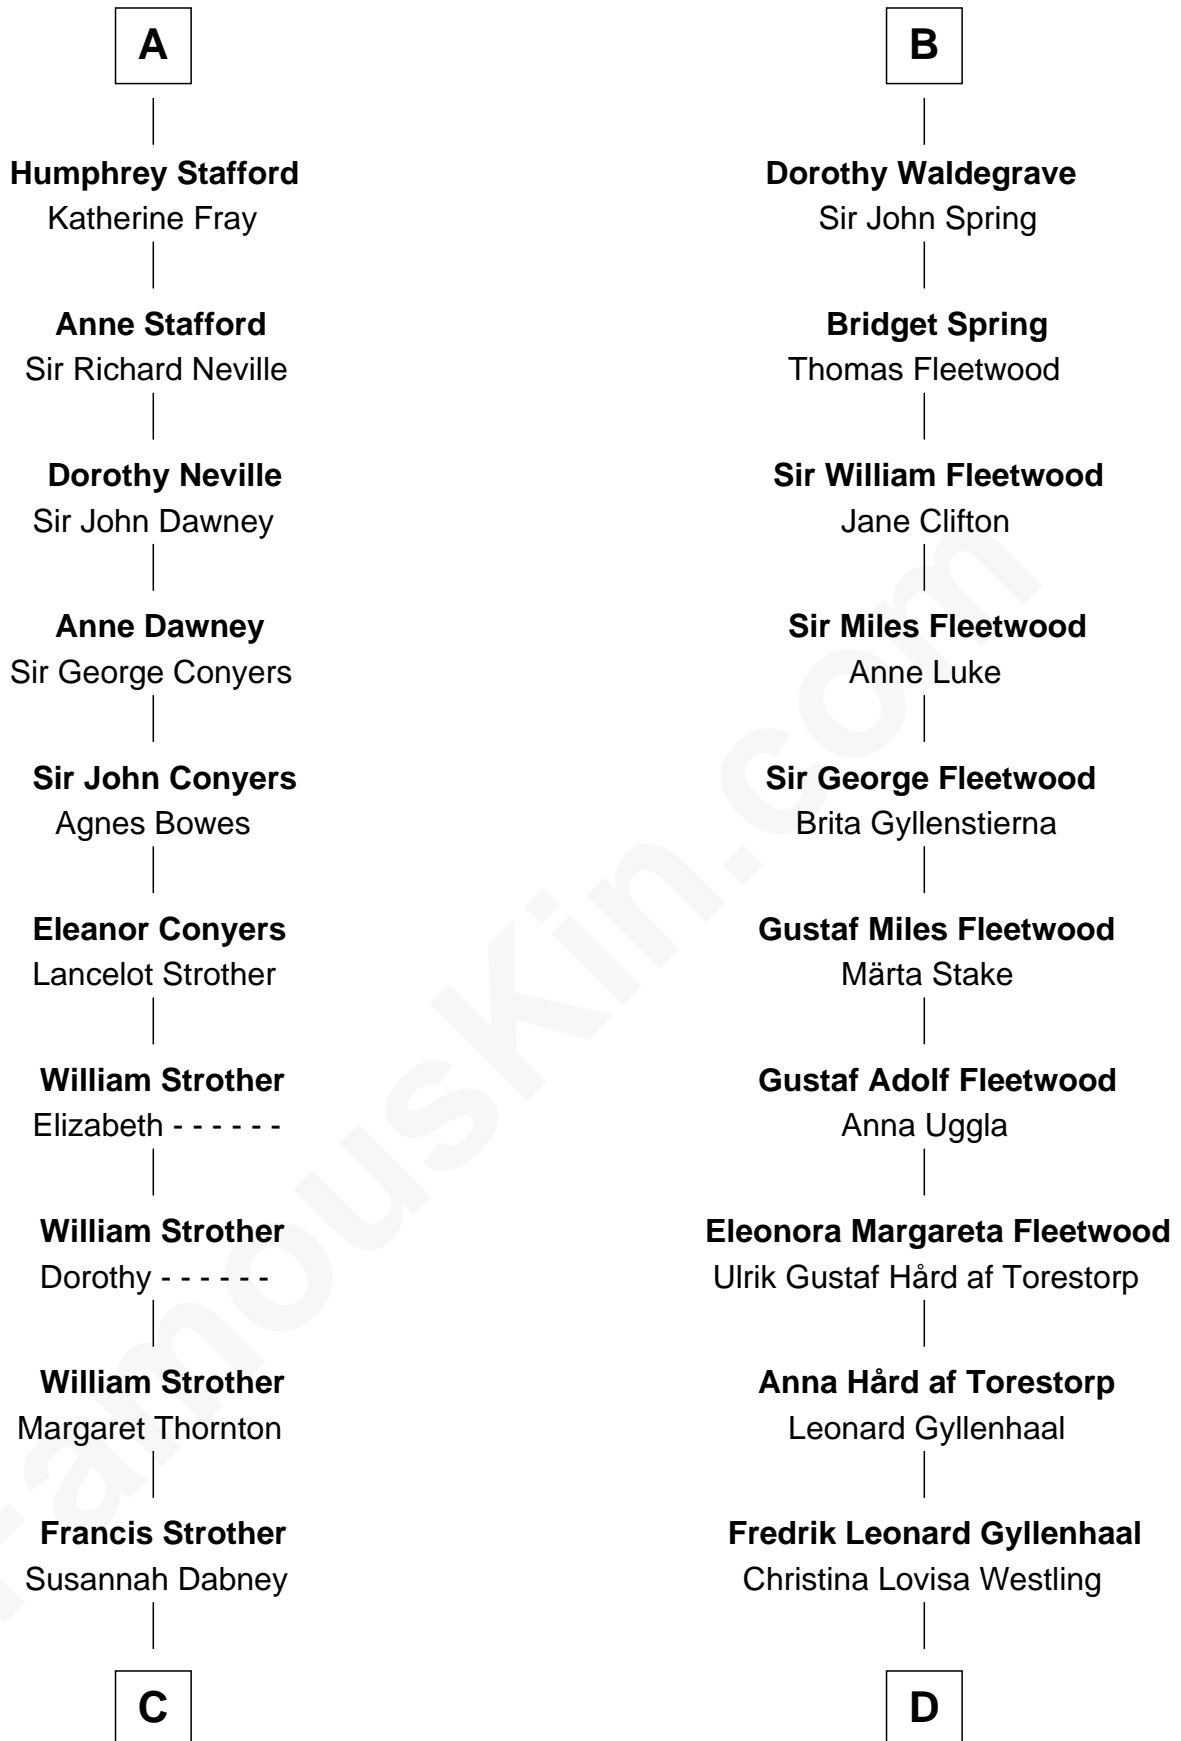 A
Humphrey Stafford
Katherine Fray
Anne Stafford
Sir Richard Neville
Dorothy Neville
Sir John Dawney
Anne Dawney
Sir George Conyers
Sir John Conyers
Agnes Bowes
Eleanor Conyers
Lancelot Strother
William Strother
Elizabeth - - - - - -
William Strother
Dorothy - - - - - -
William Strother
Margaret Thornton
Francis Strother
Susannah Dabney
C
B
Dorothy Waldegrave
Sir John Spring
Bridget Spring
Thomas Fleetwood
Sir William Fleetwood
Jane Clifton
Sir Miles Fleetwood
Anne Luke
Sir George Fleetwood
Brita Gyllenstierna
Gustaf Miles Fleetwood
Märta Stake
Gustaf Adolf Fleetwood
Anna Uggla
Eleonora Margareta Fleetwood
Ulrik Gustaf Hård af Torestorp
Anna Hård af Torestorp
Leonard Gyllenhaal
Fredrik Leonard Gyllenhaal
Christina Lovisa Westling
D
FamousKin.com